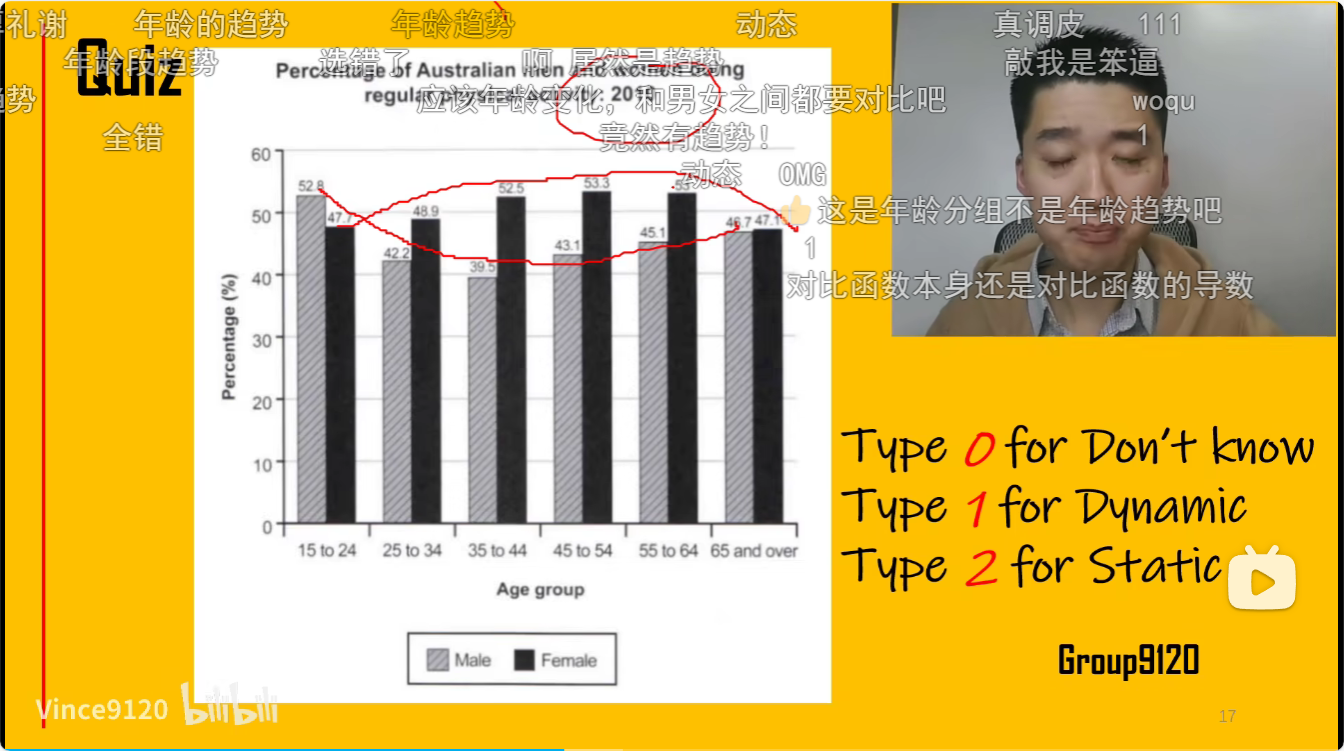 礼谢 年龄的趋势 年龄趋势 动态 真调皮 111
年龄段趋势 选错了 啊 居然是趋势 敲我是笨逼
Quiz
Percentage of Australian men and women doing
regular physical activity: 2010
趋势 应该年龄变化，和男女之间都要对比吧 woqu
全错 竟然有趋势！ 1
动态 OMG
👍这是年龄分组不是年龄趋势吧
1
对比函数本身还是对比函数的导数
Percentage (%)
60
50
40
30
20
10
0
52.8 47.7 42.2 48.9 39.5 52.5 43.1 53.3 45.1 53 46.7 47.1
15 to 24 25 to 34 35 to 44 45 to 54 55 to 64 65 and over
Age group
Male Female
Type 0 for Don't know
Type 1 for Dynamic
Type 2 for Static
Group9120
Vince9120 bilibili
17